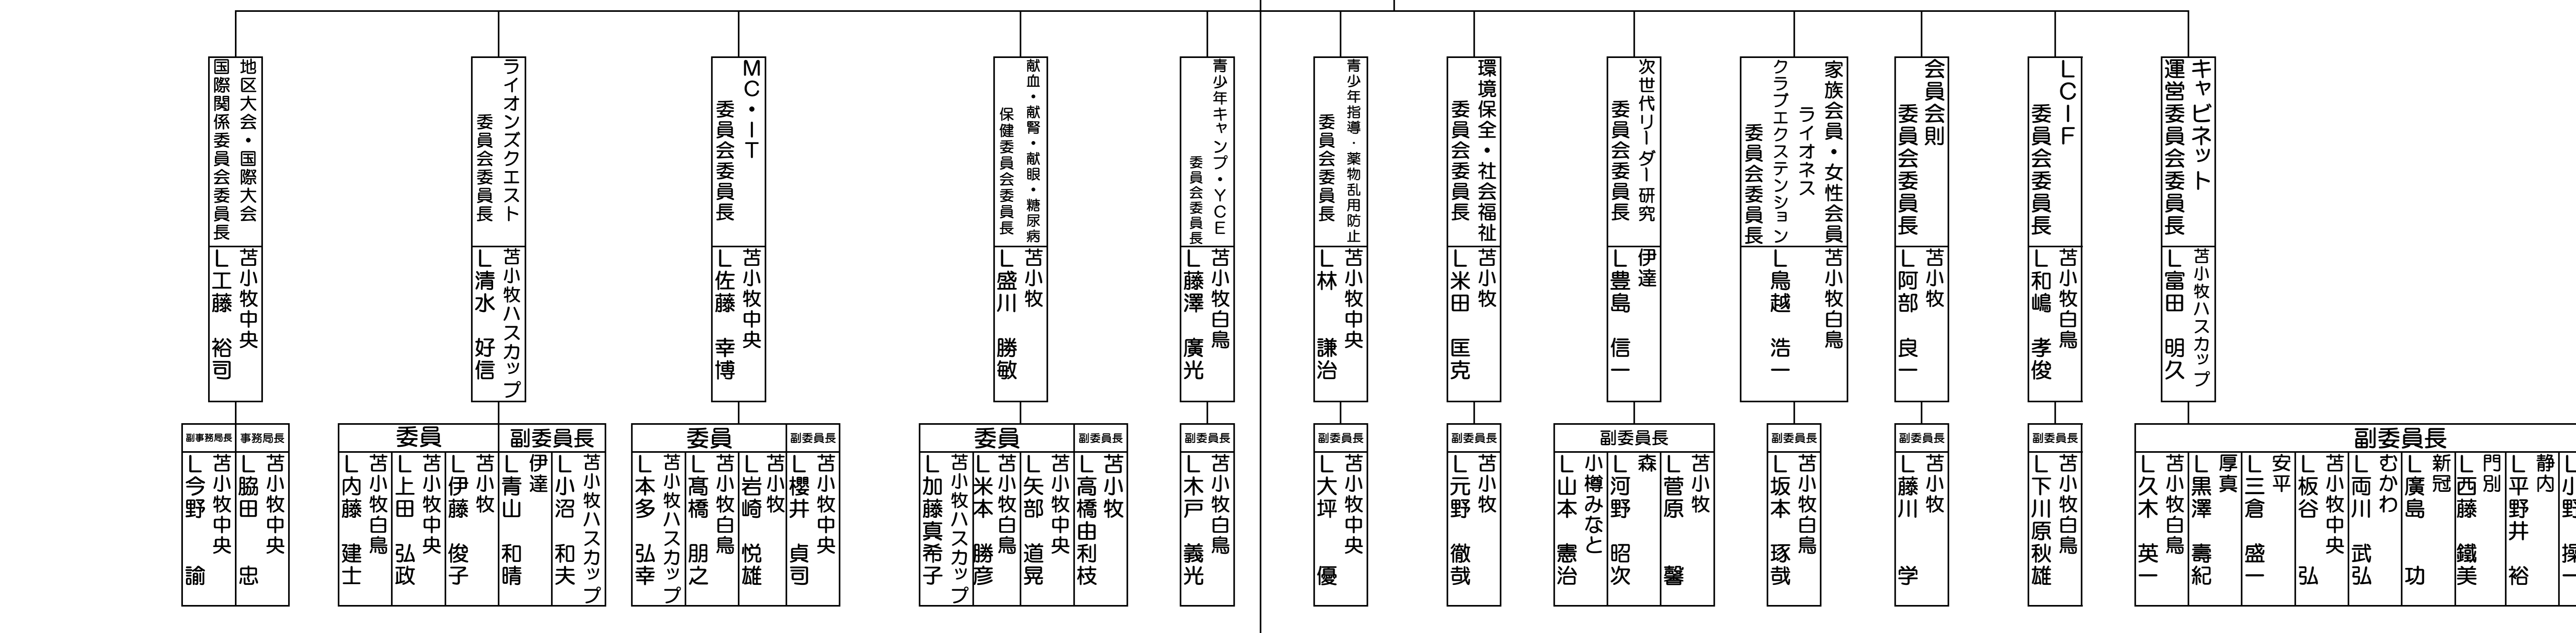 キャビネット
運営委員会委員長
苫小牧ハスカップ
L富田　明久
副委員長
静内
L平野井　裕
門別
L西藤　鐵美
新冠
L廣島　功
むかわ
L両川　武弘
苫小牧中央
L板谷　弘
安平
L三倉　盛一
厚真
L黒澤　壽紀
苫小牧白鳥
L久木　英一
LCIF
委員会委員長
苫小牧白鳥
L和嶋　孝俊
副委員長
苫小牧白鳥
L下川原秋雄
会員会則
委員会委員長
苫小牧
L阿部　良一
副委員長
苫小牧
L藤川　学
家族会員・女性会員
ライオネス
クラブエクステンション
委員会委員長
苫小牧白鳥
L鳥越　浩一
副委員長
苫小牧白鳥
L坂本　琢哉
次世代リーダー研究
委員会委員長
伊達
L豊島　信一
副委員長
苫小牧
L菅原　馨
森
L河野　昭次
小樽みなと
L山本　憲治
環境保全・社会福祉
委員会委員長
苫小牧
L米田　匡克
副委員長
苫小牧
L元野　徹哉
青少年指導・薬物乱用防止
委員会委員長
苫小牧中央
L林　謙治
副委員長
苫小牧中央
L大坪　優
青少年キャンプ・YCE
委員会委員長
苫小牧白鳥
L藤澤　廣光
副委員長
苫小牧白鳥
L木戸　義光
献血・献腎・献眼・糖尿病
保健委員会委員長
苫小牧
L盛川　勝敏
副委員長
苫小牧
L高橋由利枝
委員
苫小牧中央
L矢部　道晃
苫小牧白鳥
L米本　勝彦
苫小牧ハスカップ
L加藤真希子
MC・IT
委員会委員長
苫小牧中央
L佐藤　幸博
副委員長
苫小牧中央
L櫻井　貞司
委員
苫小牧
L岩崎　悦雄
苫小牧白鳥
L髙橋　朋之
苫小牧ハスカップ
L本多　弘幸
ライオンズクエスト
委員会委員長
苫小牧ハスカップ
L清水　好信
副委員長
苫小牧ハスカップ
L小沼　和夫
伊達
L青山　和晴
委員
苫小牧
L伊藤　俊子
苫小牧中央
L上田　弘政
苫小牧白鳥
L内藤　建士
地区大会・国際大会
国際関係委員会委員長
苫小牧中央
L工藤　裕司
事務局長
苫小牧中央
L脇田　忠
副事務局長
苫小牧中央
L今野　諭